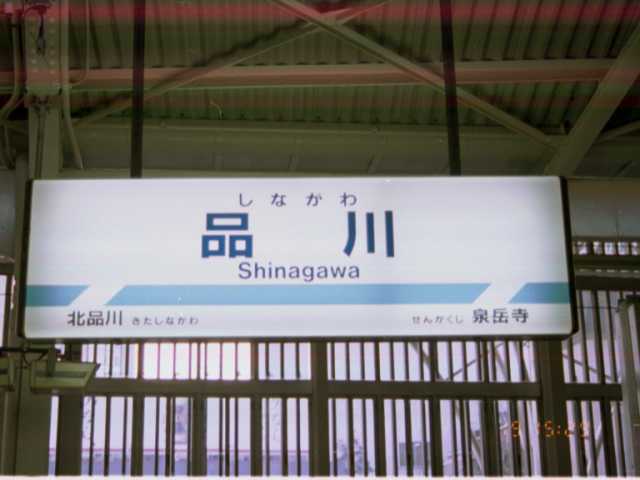 しながわ
品川
Shinagawa
北品川 きたしながわ
せんがくじ 泉岳寺